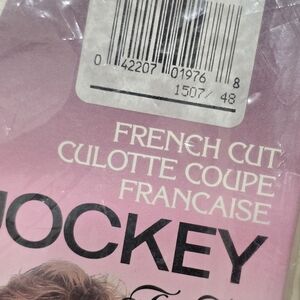 0 42207 01976 8
1507/ 48
FRENCH CUT
CULOTTE COUPE
FRANCAISE
JOCKEY